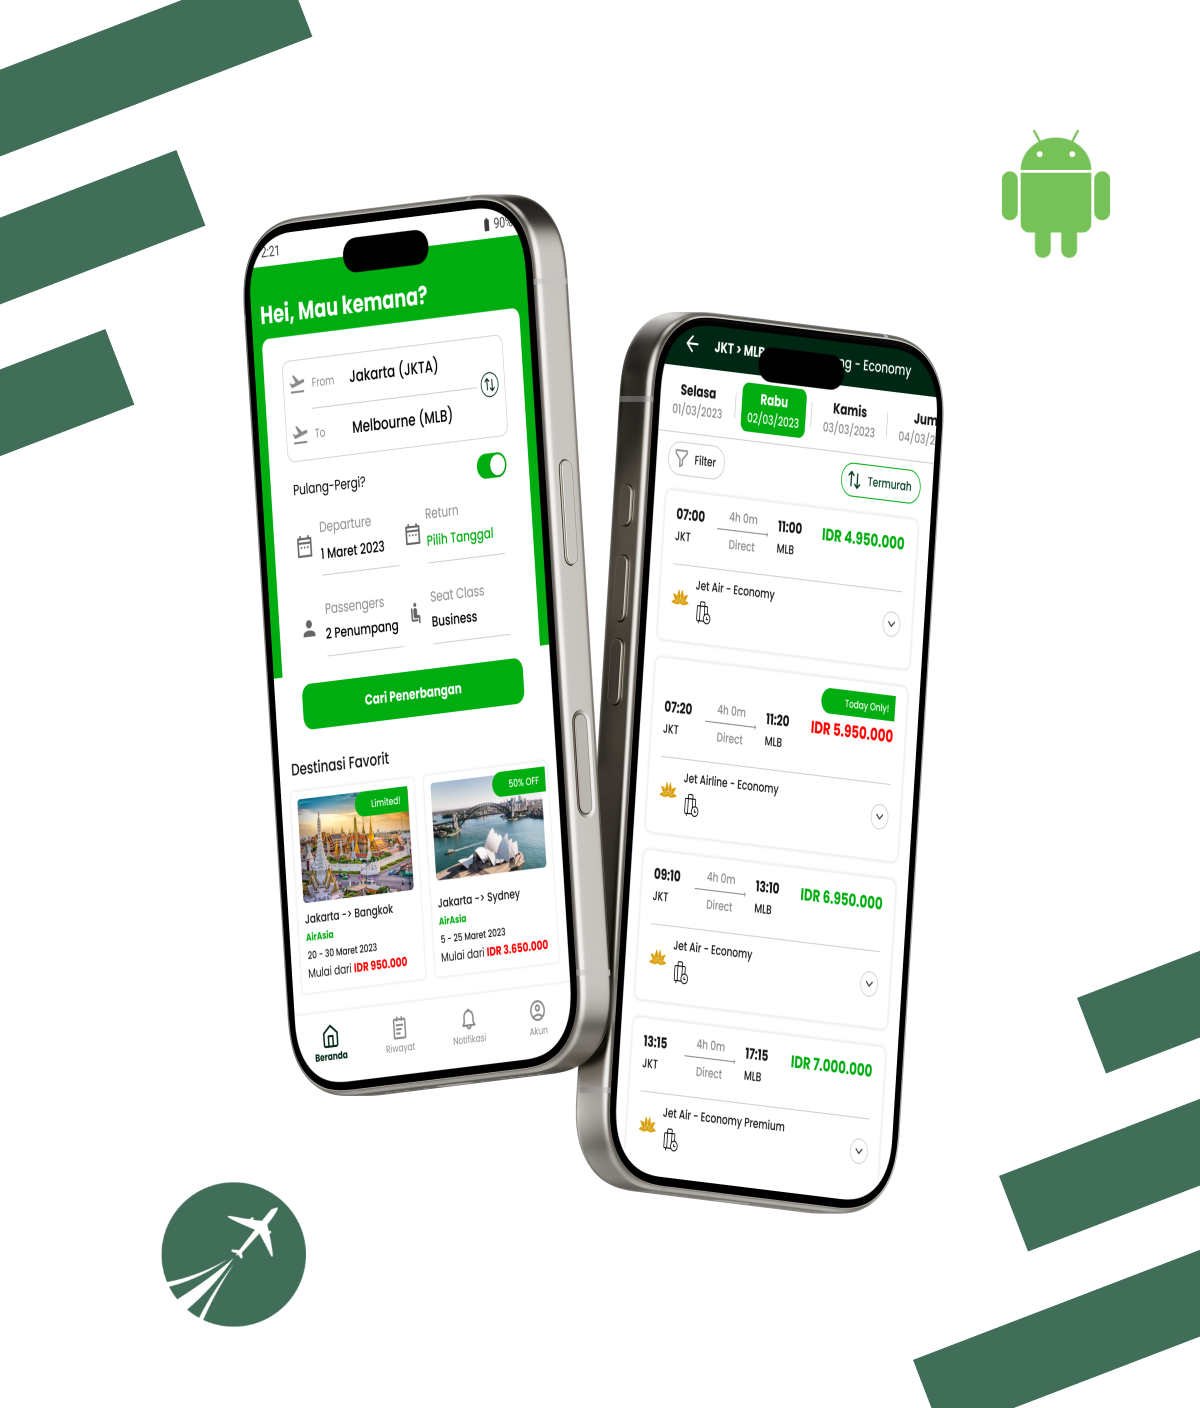 2:21
90%
Hei, Mau kemana?
From
Jakarta (JKTA)
To
Melbourne (MLB)
Pulang-Pergi?
Departure
1 Maret 2023
Return
Pilih Tanggal
Passengers
2 Penumpang
Seat Class
Business
Cari Penerbangan
Destinasi Favorit
Limited!
Jakarta -> Bangkok
AirAsia
20 - 30 Maret 2023
Mulai dari IDR 950.000
50% OFF
Jakarta -> Sydney
AirAsia
5 - 25 Maret 2023
Mulai dari IDR 3.650.000
Beranda
Riwayat
Notifikasi
Akun
JKT > MLB
g - Economy
Selasa
01/03/2023
Rabu
02/03/2023
Kamis
03/03/2023
Jum
04/03/2
Filter
Termurah
07:00
4h 0m
11:00
IDR 4.950.000
JKT
Direct
MLB
Jet Air - Economy
Today Only!
07:20
4h 0m
11:20
IDR 5.950.000
JKT
Direct
MLB
Jet Airline - Economy
09:10
4h 0m
13:10
IDR 6.950.000
JKT
Direct
MLB
Jet Air - Economy
13:15
4h 0m
17:15
IDR 7.000.000
JKT
Direct
MLB
Jet Air - Economy Premium